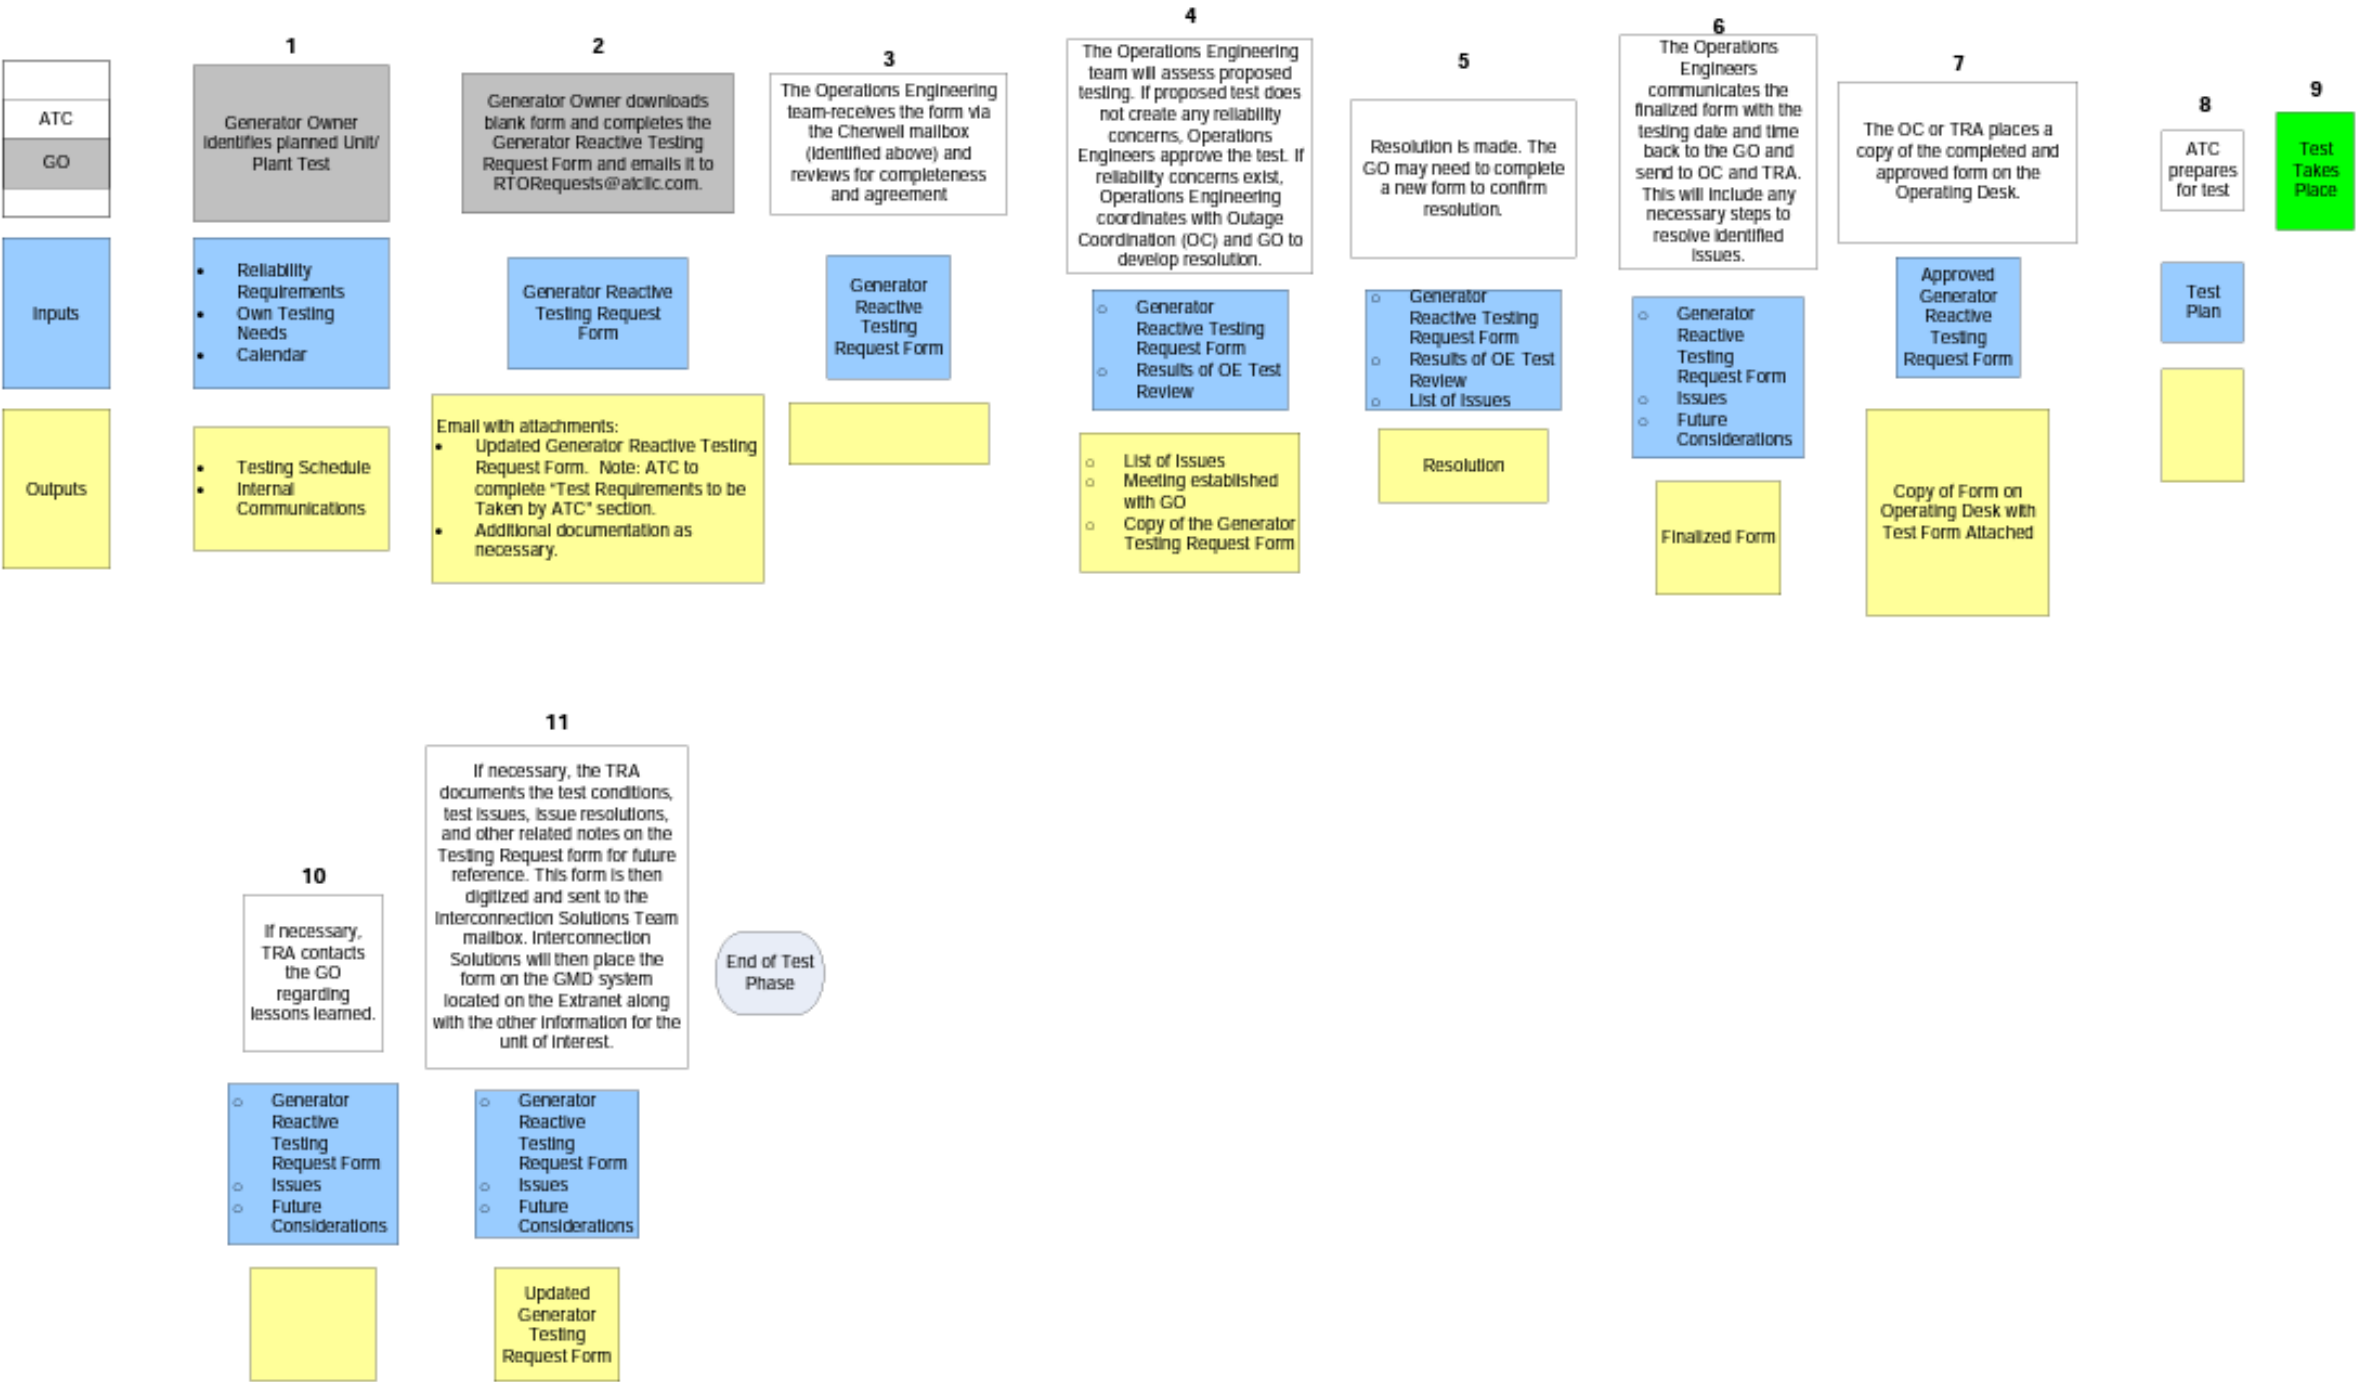 ATC
GO
Inputs
Outputs
1
Generator Owner
identifies planned Unit/
Plant Test
• Reliability
Requirements
• Own Testing
Needs
• Calendar
• Testing Schedule
• Internal
Communications
2
Generator Owner downloads
blank form and completes the
Generator Reactive Testing
Request Form and emails it to
RTORequests@atcllc.com.
Generator Reactive
Testing Request
Form
Email with attachments:
• Updated Generator Reactive Testing
Request Form. Note: ATC to
complete "Test Requirements to be
Taken by ATC" section.
• Additional documentation as
necessary.
3
The Operations Engineering
team-receives the form via
the Cherwell mailbox
(identified above) and
reviews for completeness
and agreement
Generator
Reactive
Testing
Request Form
4
The Operations Engineering
team will assess proposed
testing. If proposed test does
not create any reliability
concerns, Operations
Engineers approve the test. If
reliability concerns exist,
Operations Engineering
coordinates with Outage
Coordination (OC) and GO to
develop resolution.
○ Generator
Reactive Testing
Request Form
○ Results of OE Test
Review
○ List of Issues
○ Meeting established
with GO
○ Copy of the Generator
Testing Request Form
5
Resolution is made. The
GO may need to complete
a new form to confirm
resolution.
○ Generator
Reactive Testing
Request Form
○ Results of OE Test
Review
○ List of Issues
Resolution
6
The Operations
Engineers
communicates the
finalized form with the
testing date and time
back to the GO and
send to OC and TRA.
This will include any
necessary steps to
resolve identified
issues.
○ Generator
Reactive
Testing
Request Form
○ Issues
○ Future
Considerations
Finalized Form
7
The OC or TRA places a
copy of the completed and
approved form on the
Operating Desk.
Approved
Generator
Reactive
Testing
Request Form
Copy of Form on
Operating Desk with
Test Form Attached
8
ATC
prepares
for test
Test
Plan
9
Test
Takes
Place
10
If necessary,
TRA contacts
the GO
regarding
lessons learned.
○ Generator
Reactive
Testing
Request Form
○ Issues
○ Future
Considerations
11
If necessary, the TRA
documents the test conditions,
test issues, issue resolutions,
and other related notes on the
Testing Request form for future
reference. This form is then
digitized and sent to the
Interconnection Solutions Team
mailbox. Interconnection
Solutions will then place the
form on the GMD system
located on the Extranet along
with the other information for the
unit of interest.
○ Generator
Reactive
Testing
Request Form
○ Issues
○ Future
Considerations
Updated
Generator
Testing
Request Form
End of Test
Phase